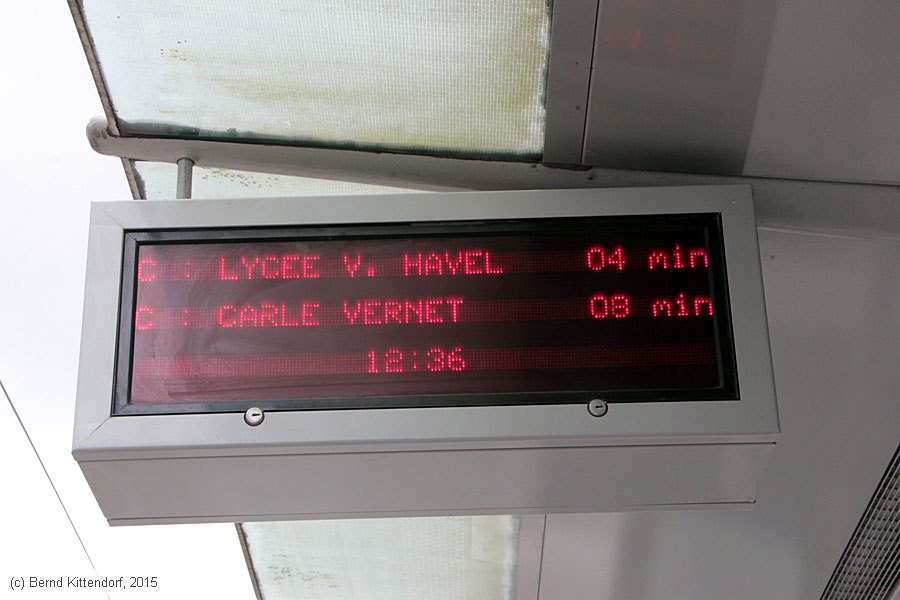 C : LYCEE V. HAVEL 04 min
C : CARLE VERNET 08 min
12:36
(c) Bernd Kittendorf, 2015